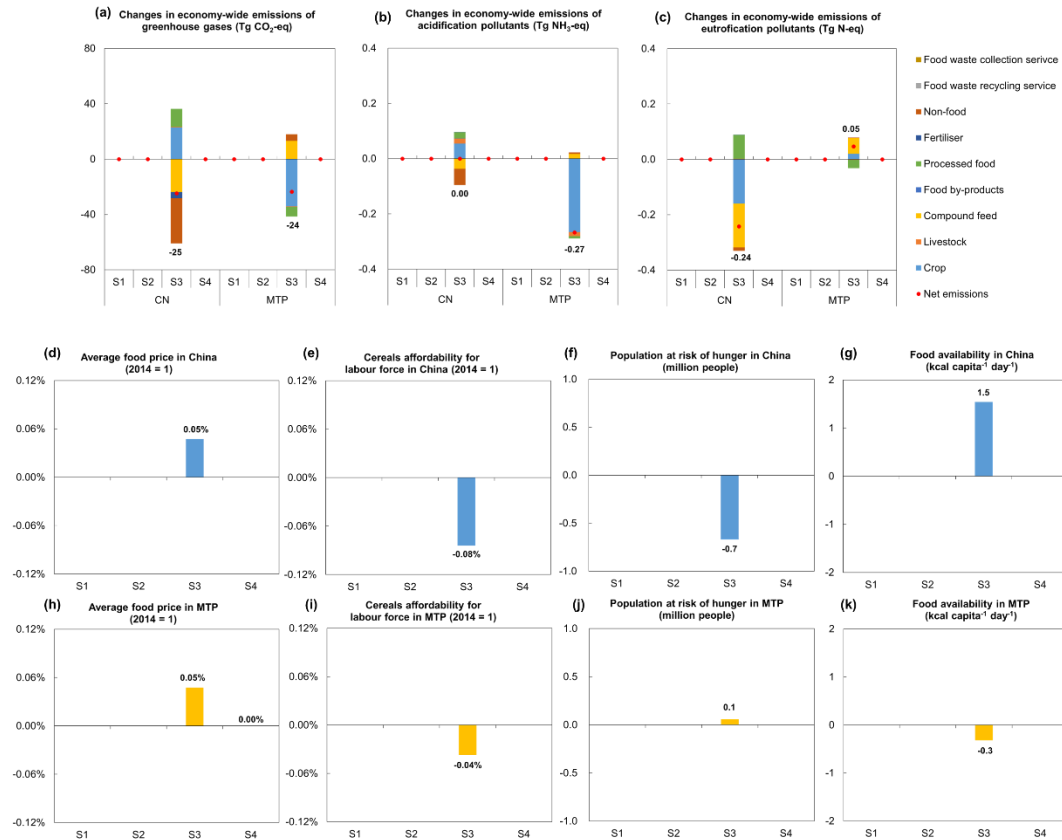 (a) Changes in economy-wide emissions of
greenhouse gases (Tg CO₂-eq)
80
40
0
-40
-80
-25
-24
S1 S2 S3 S4 S1 S2 S3 S4
CN MTP
(b) Changes in economy-wide emissions of
acidification pollutants (Tg NH₃-eq)
0.4
0.2
0.0
-0.2
-0.4
0.00
-0.27
S1 S2 S3 S4 S1 S2 S3 S4
CN MTP
(c) Changes in economy-wide emissions of
eutrofication pollutants (Tg N-eq)
0.4
0.2
0.0
-0.2
-0.4
0.05
-0.24
S1 S2 S3 S4 S1 S2 S3 S4
CN MTP
Food waste collection serivce
Food waste recycling service
Non-food
Fertiliser
Processed food
Food by-products
Compound feed
Livestock
Crop
Net emissions
(d) Average food price in China
(2014 = 1)
0.12%
0.06%
0.00%
-0.06%
-0.12%
0.05%
S1 S2 S3 S4
(e) Cereals affordability for
labour force in China (2014 = 1)
0.12%
0.06%
0.00%
-0.06%
-0.12%
-0.08%
S1 S2 S3 S4
(f) Population at risk of hunger in China
(million people)
1.0
0.5
0.0
-0.5
-1.0
-0.7
S1 S2 S3 S4
(g) Food availability in China
(kcal capita⁻¹ day⁻¹)
2
1
0
-1
-2
1.5
S1 S2 S3 S4
(h) Average food price in MTP
(2014 = 1)
0.12%
0.06%
0.00%
-0.06%
-0.12%
0.05%
0.00%
S1 S2 S3 S4
(i) Cereals affordability for
labour force in MTP (2014 = 1)
0.12%
0.06%
0.00%
-0.06%
-0.12%
-0.04%
S1 S2 S3 S4
(j) Population at risk of hunger in MTP
(million people)
1.0
0.5
0.0
-0.5
-1.0
0.1
S1 S2 S3 S4
(k) Food availability in MTP
(kcal capita⁻¹ day⁻¹)
2
1
0
-1
-2
-0.3
S1 S2 S3 S4